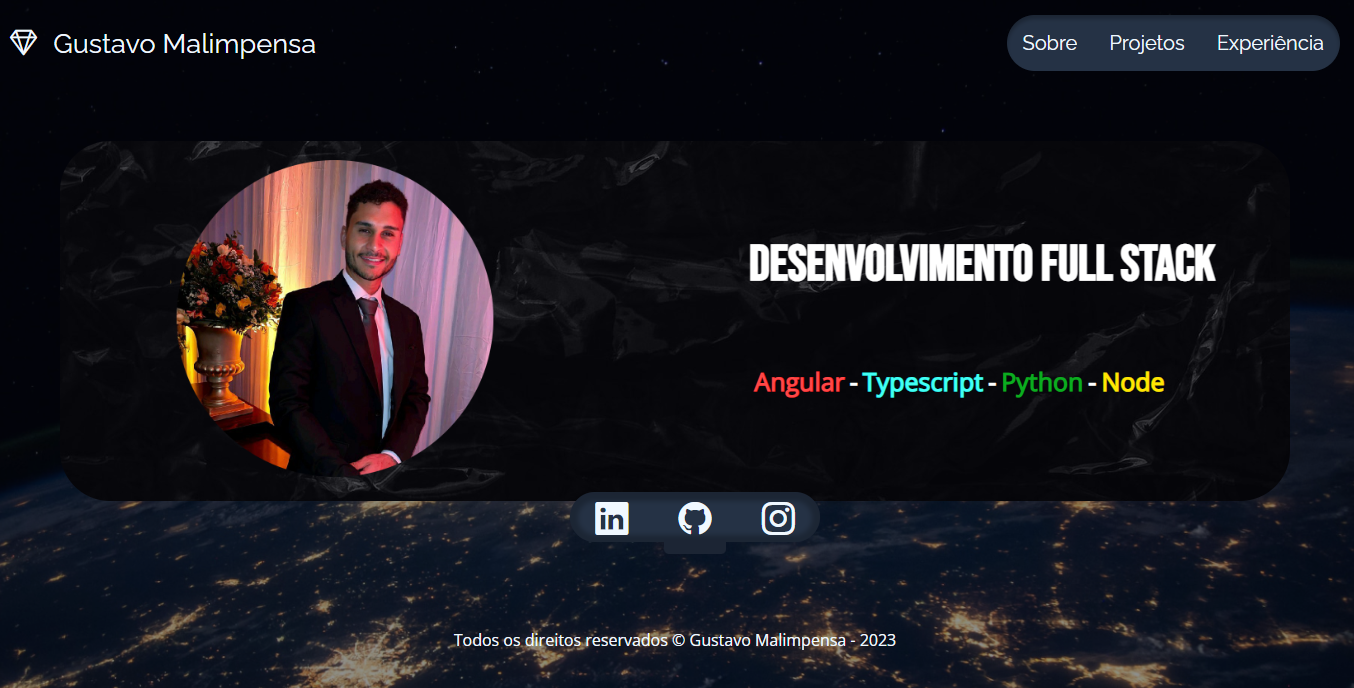 Gustavo Malimpensa
Sobre Projetos Experiência
DESENVOLVIMENTO FULL STACK
Angular - Typescript - Python - Node
in
Todos os direitos reservados © Gustavo Malimpensa - 2023